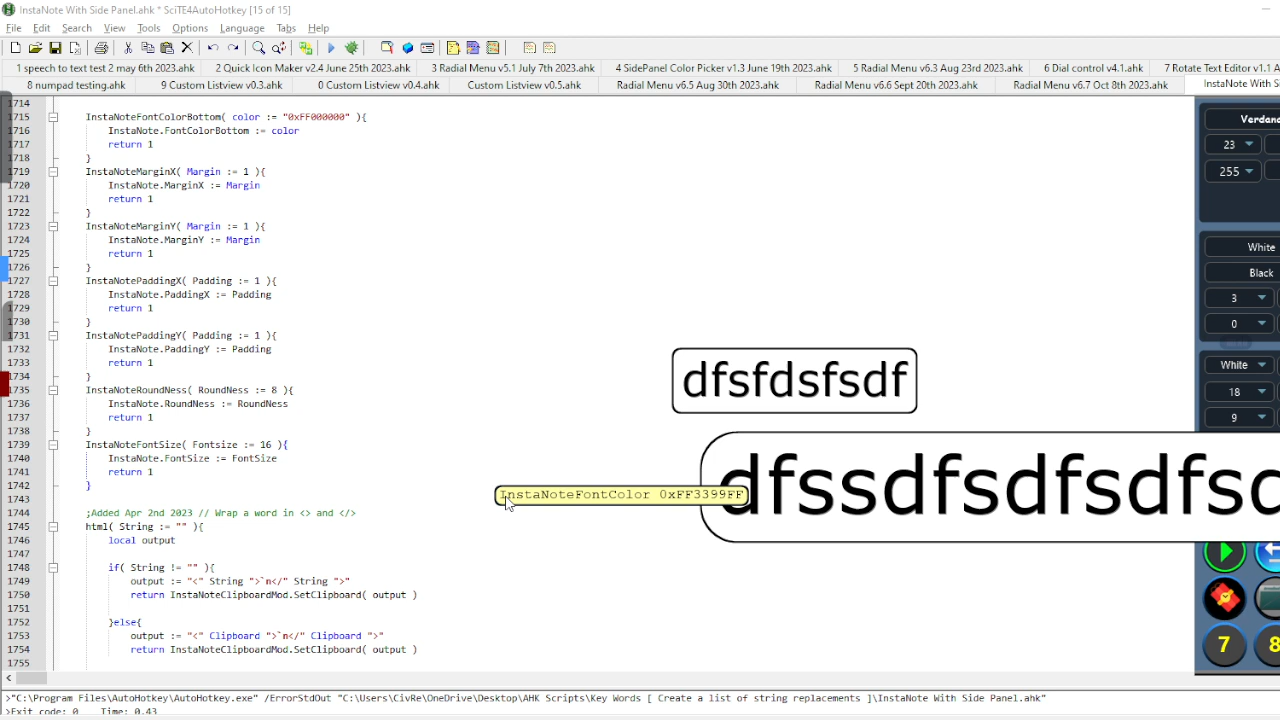 InstaNote With Side Panel.ahk * SciTE4AutoHotkey [15 of 15]
File Edit Search View Tools Options Language Tabs Help
1 speech to text test 2 may 6th 2023.ahk 2 Quick Icon Maker v2.4 June 25th 2023.ahk 3 Radial Menu v5.1 July 7th 2023.ahk 4 SidePanel Color Picker v1.3 June 19th 2023.ahk 5 Radial Menu v6.3 Aug 23rd 2023.ahk 6 Dial control v4.1.ahk 7 Rotate Text Editor v1.1 A
8 numpad testing.ahk 9 Custom Listview v0.3.ahk 0 Custom Listview v0.4.ahk Custom Listview v0.5.ahk Radial Menu v6.5 Aug 30th 2023.ahk Radial Menu v6.6 Sept 20th 2023.ahk Radial Menu v6.7 Oct 8th 2023.ahk InstaNote With Si
1714
1715 InstaNoteFontColorBottom( color := "0xFF000000" ){
1716 InstaNote.FontColorBottom := color
1717 return 1
1718 }
1719 InstaNoteMarginX( Margin := 1 ){
1720 InstaNote.MarginX := Margin
1721 return 1
1722 }
1723 InstaNoteMarginY( Margin := 1 ){
1724 InstaNote.MarginY := Margin
1725 return 1
1726 }
1727 InstaNotePaddingX( Padding := 1 ){
1728 InstaNote.PaddingX := Padding
1729 return 1
1730 }
1731 InstaNotePaddingY( Padding := 1 ){
1732 InstaNote.PaddingY := Padding
1733 return 1
1734 }
1735 InstaNoteRoundNess( RoundNess := 8 ){
1736 InstaNote.RoundNess := RoundNess
1737 return 1
1738 }
1739 InstaNoteFontSize( Fontsize := 16 ){
1740 InstaNote.FontSize := FontSize
1741 return 1
1742 }
1743
1744 ;Added Apr 2nd 2023 // Wrap a word in <> and </>
1745 html( String := "" ){
1746 local output
1747
1748 if( String != "" ){
1749 output := "<" String ">`n</" String ">"
1750 return InstaNoteClipboardMod.SetClipboard( output )
1751
1752 }else{
1753 output := "<" Clipboard ">`n</" Clipboard ">"
1754 return InstaNoteClipboardMod.SetClipboard( output )
1755
dfsfdsfsdf
dfssdfsdfsdfsd
InstaNoteFontColor 0xFF3399FF
Verdana
23
255
White
Black
3
0
White
18
9
7 8
>"C:\Program Files\AutoHotkey\AutoHotkey.exe" /ErrorStdOut "C:\Users\CivRe\OneDrive\Desktop\AHK Scripts\Key Words [ Create a list of string replacements ]\InstaNote With Side Panel.ahk"
>Exit code: 0 Time: 0.43